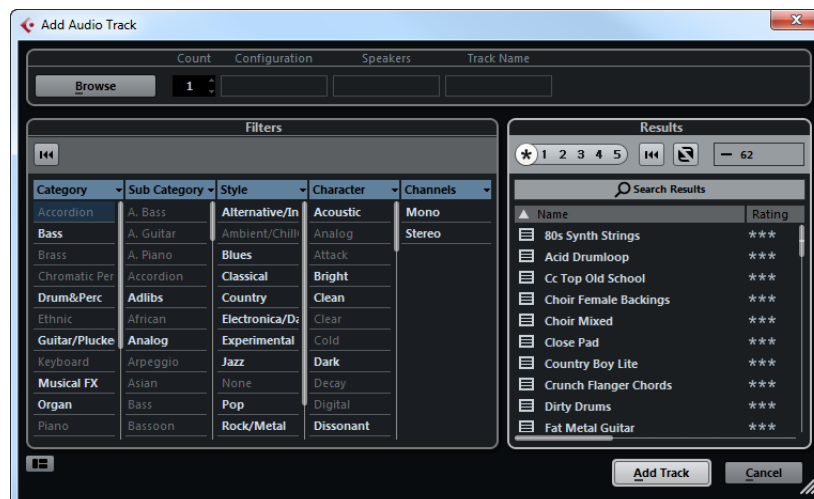 Add Audio Track
Count Configuration Speakers Track Name
Browse 1
Filters
Category Sub Category Style Character Channels
Accordion A. Bass Alternative/In Acoustic Mono
Bass A. Guitar Ambient/Chill Analog Stereo
Brass A. Piano Blues Attack
Chromatic Per Accordion Classical Bright
Drum&Perc Adlibs Country Clean
Ethnic African Electronica/Da Clear
Guitar/Plucke Analog Experimental Cold
Keyboard Arpeggio Jazz Dark
Musical FX Asian None Decay
Organ Bass Pop Digital
Piano Bassoon Rock/Metal Dissonant
Results
* 1 2 3 4 5 62
Search Results
Name Rating
80s Synth Strings ***
Acid Drumloop ***
Cc Top Old School ***
Choir Female Backings ***
Choir Mixed ***
Close Pad ***
Country Boy Lite ***
Crunch Flanger Chords ***
Dirty Drums ***
Fat Metal Guitar ***
Add Track Cancel